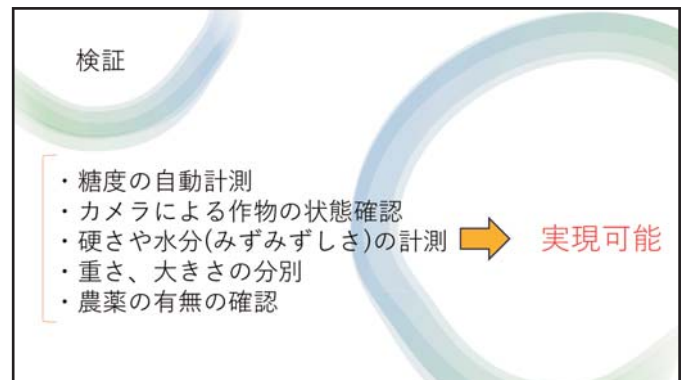 検証
・糖度の自動計測
・カメラによる作物の状態確認
・硬さや水分(みずみずしさ)の計測
実現可能
・重さ、大きさの分別
・農薬の有無の確認